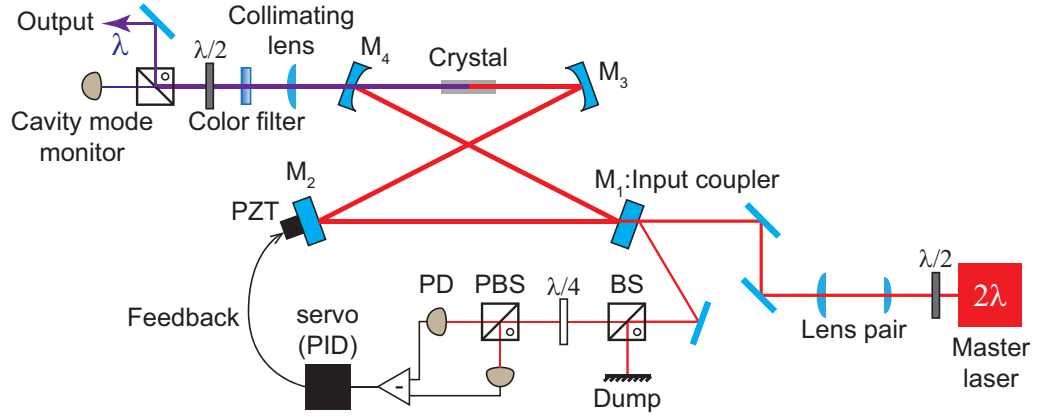 Output
λ
λ/2
Collimating
lens
M4
Crystal
M3
Cavity mode
monitor
Color filter
M2
PZT
M1:Input coupler
Feedback
servo
(PID)
PD
PBS
λ/4
BS
-
Dump
Lens pair
λ/2
2λ
Master
laser